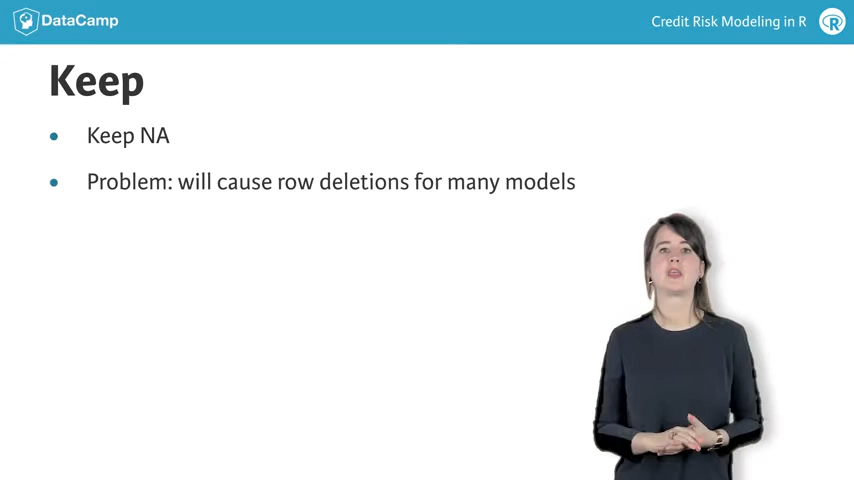 DataCamp
Credit Risk Modeling in R
R
Keep
• Keep NA
• Problem: will cause row deletions for many models